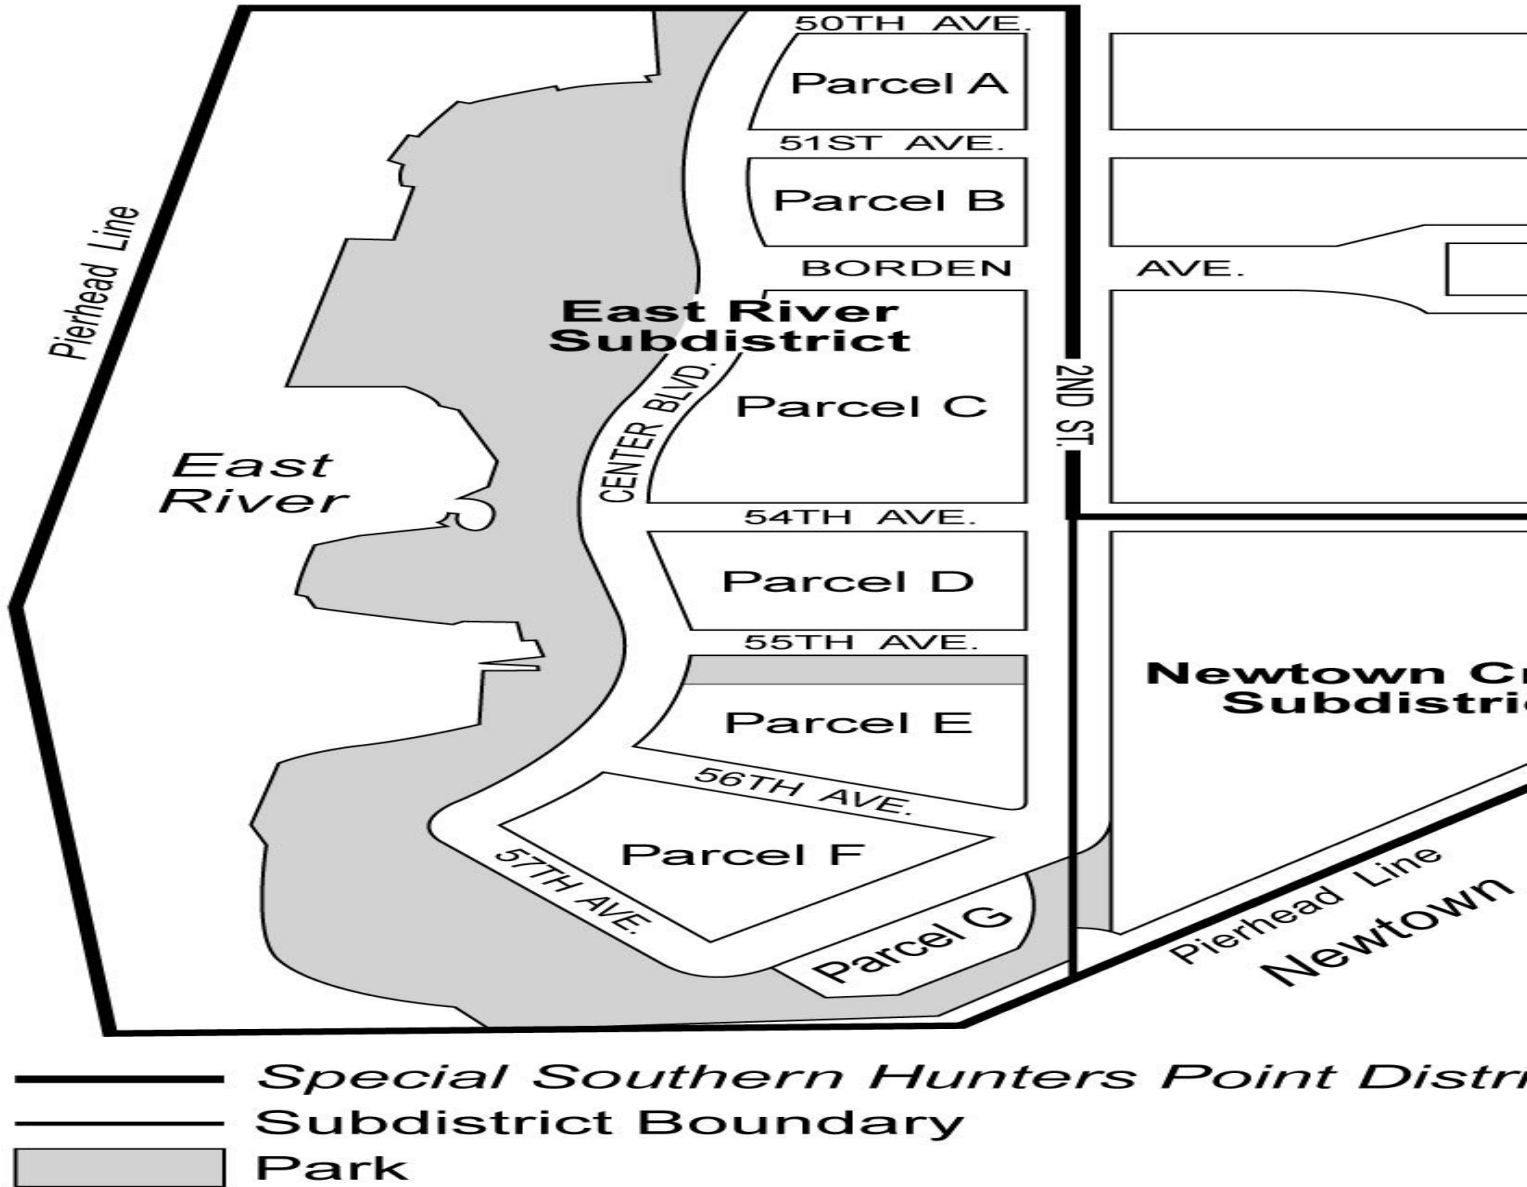 50TH AVE.
Parcel A
51ST AVE.
Parcel B
Pierhead Line
BORDEN AVE.
East River
Subdistrict
CENTER BLVD.
Parcel C
2ND ST.
East
River
54TH AVE.
Parcel D
55TH AVE.
Newtown
Subdistri
Parcel E
56TH AVE.
Parcel F
57TH AVE.
Parcel G
Pierhead Line
Newtown
Special Southern Hunters Point Distr
Subdistrict Boundary
Park